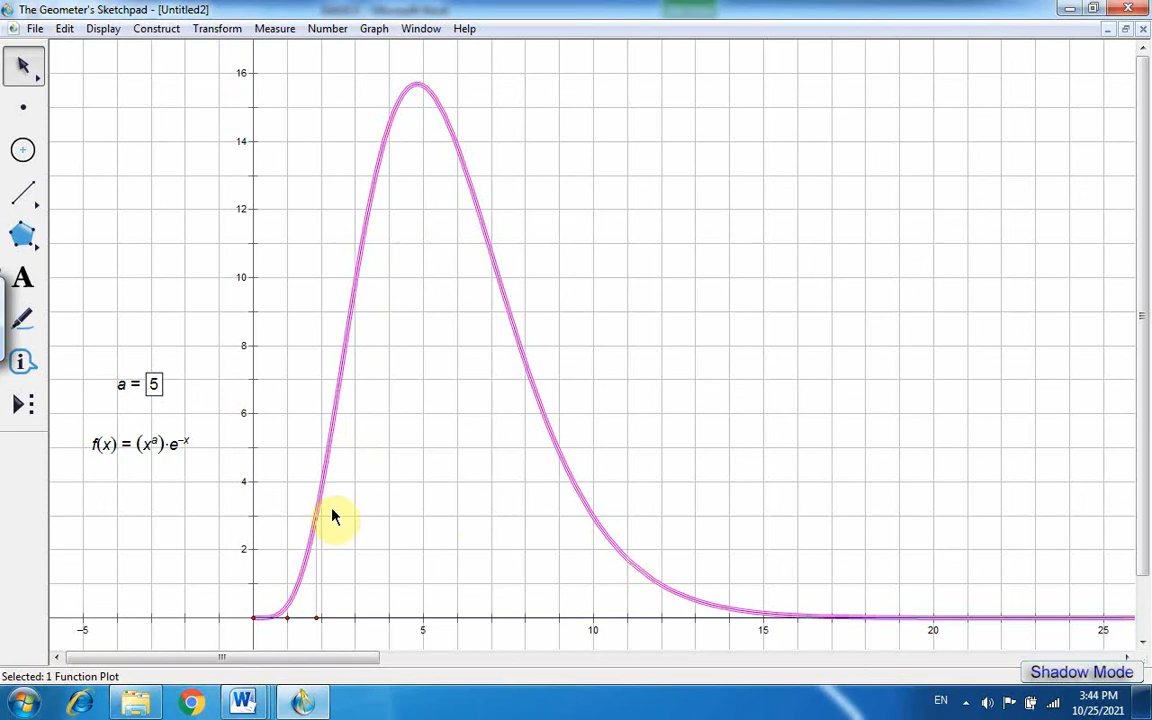 The Geometer's Sketchpad - [Untitled2]
File Edit Display Construct Transform Measure Number Graph Window Help
16
14
12
10
8
6
4
2
a = 5
f(x) = (xᵃ)·e⁻ˣ
A
−5 5 10 15 20 25
Selected: 1 Function Plot
Shadow Mode
EN
3:44 PM
10/25/2021